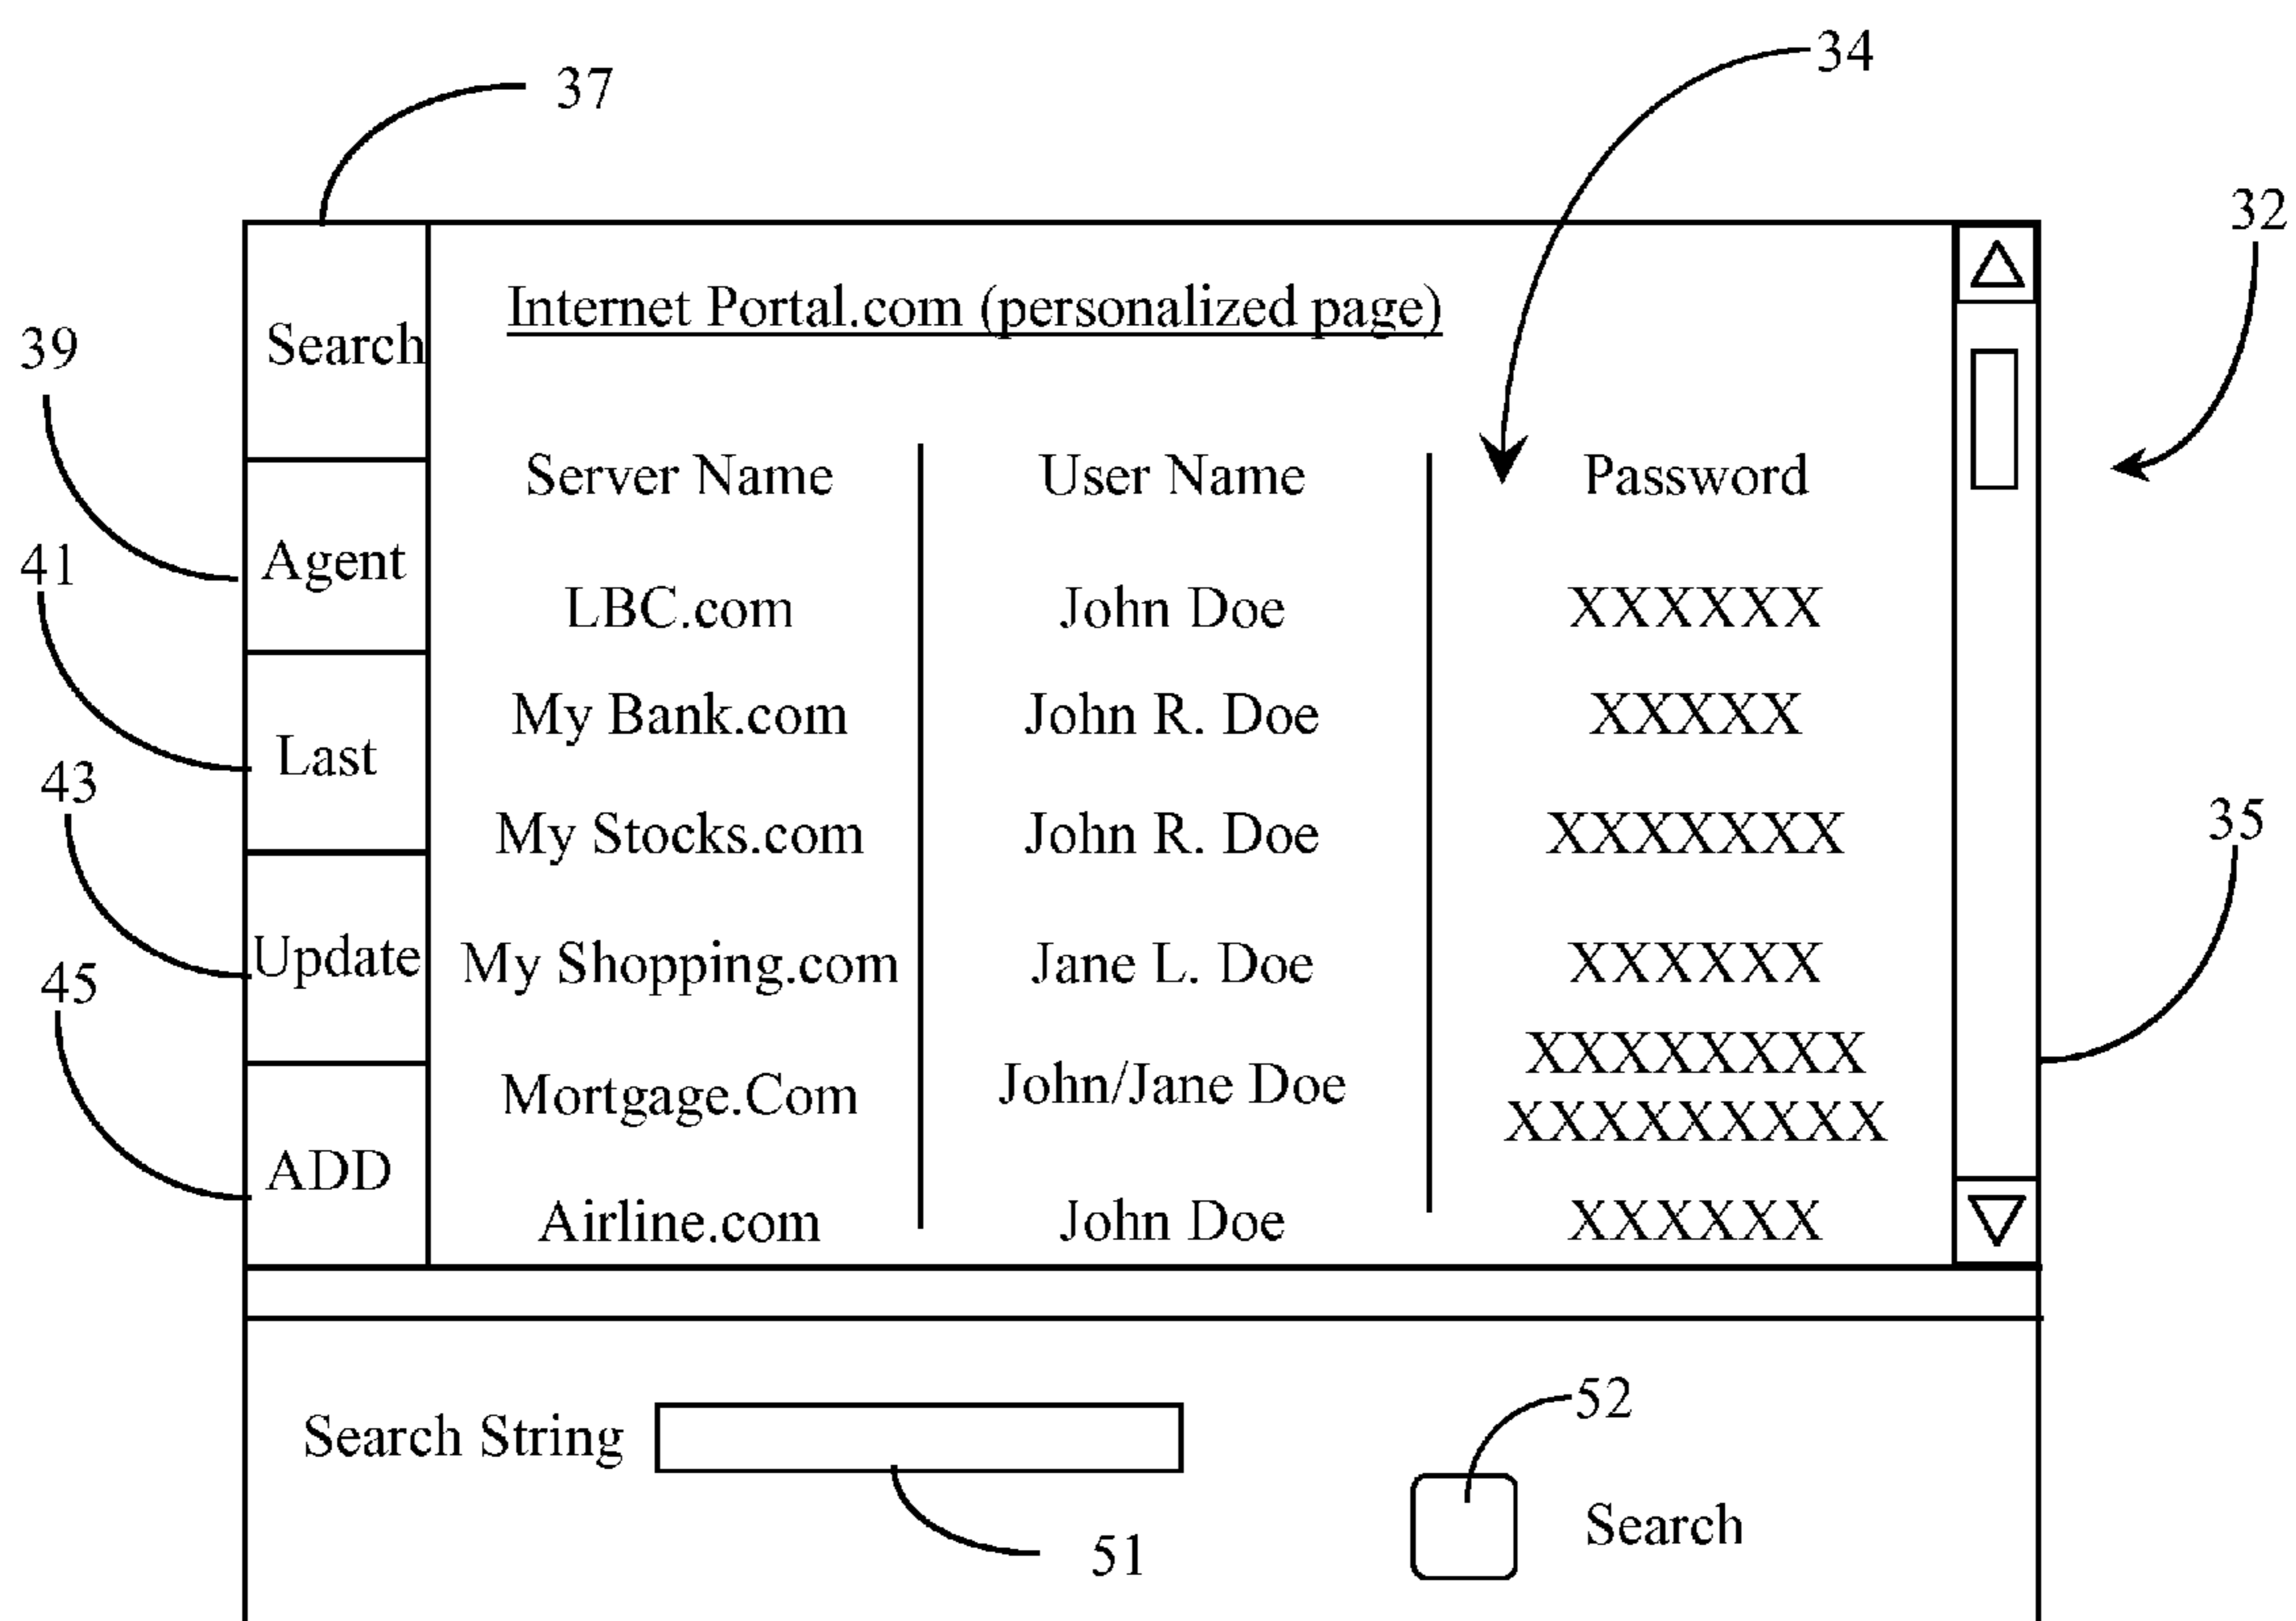 37
34
32
Search
Internet Portal.com (personalized page)
39
Server Name User Name Password
Agent
41
LBC.com John Doe XXXXXX
My Bank.com John R. Doe XXXXX
Last
43
My Stocks.com John R. Doe XXXXXXX
35
Update
My Shopping.com Jane L. Doe XXXXXX
45
Mortgage.Com John/Jane Doe XXXXXXXX
XXXXXXXXX
ADD
Airline.com John Doe XXXXXX
52
Search String
Search
51